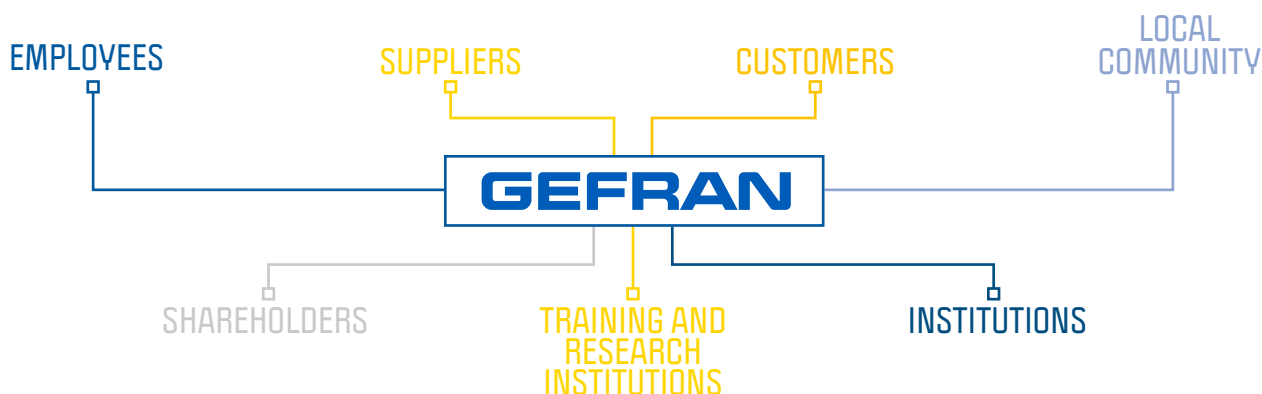 EMPLOYEES
SUPPLIERS
CUSTOMERS
LOCAL
COMMUNITY
GEFRAN
SHAREHOLDERS
TRAINING AND
RESEARCH
INSTITUTIONS
INSTITUTIONS